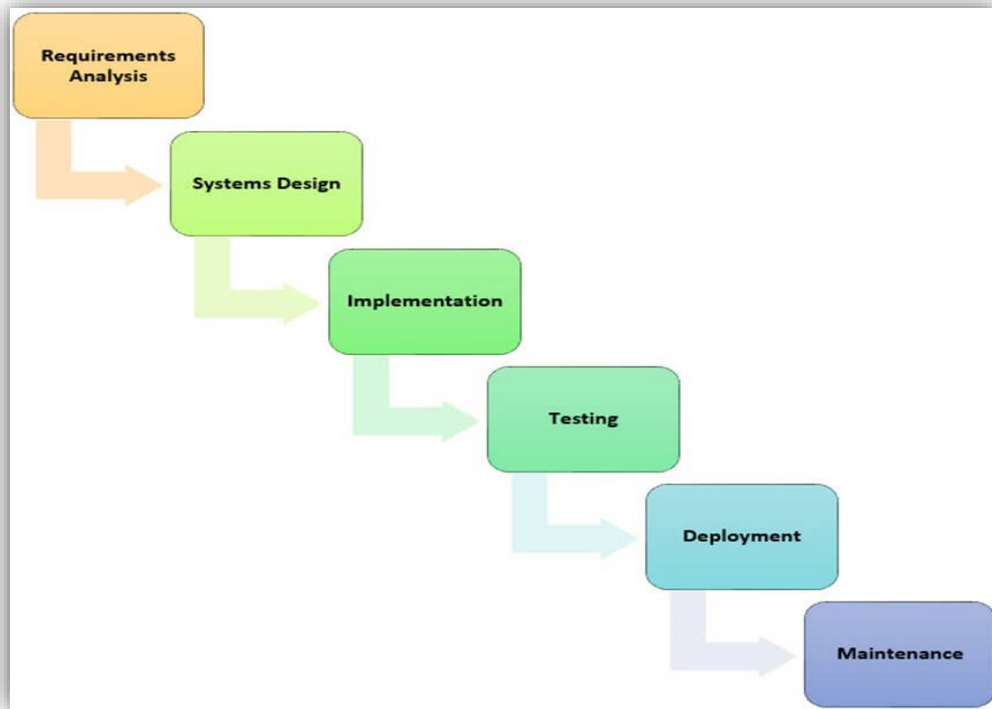 Requirements
Analysis
Systems Design
Implementation
Testing
Deployment
Maintenance